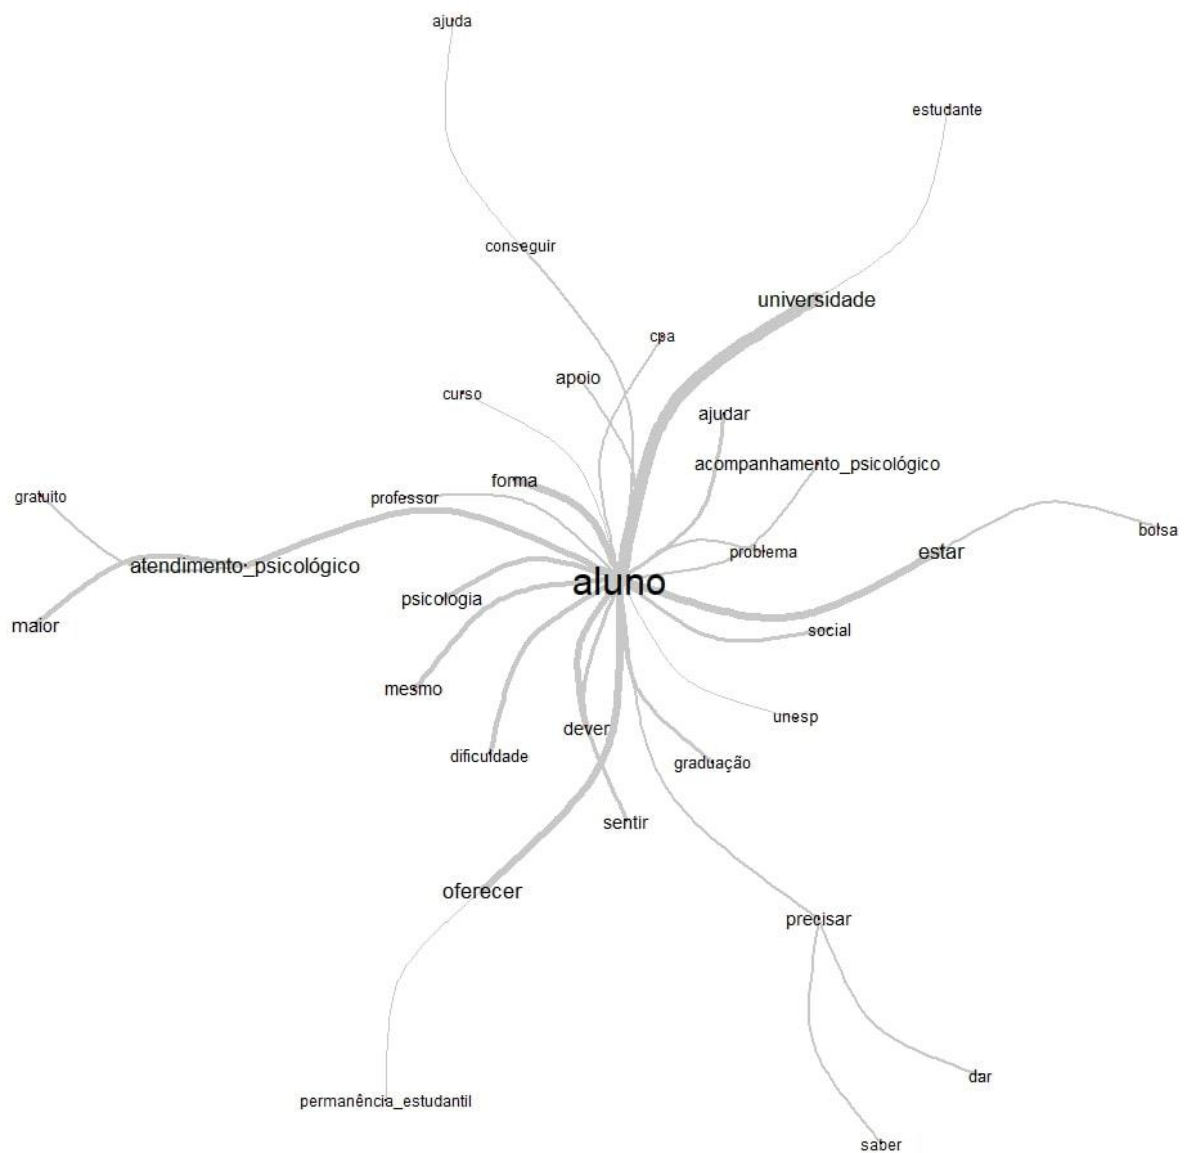 ajuda
estudante
conseguir
universidade
cpa
apoio
curso
ajudar
acompanhamento_psicológico
forma
gratuito
professor
bolsa
problema
estar
atendimento_psicológico
aluno
psicologia
maior
social
mesmo
unesp
dever
dificuldade
graduação
sentir
oferecer
precisar
dar
permanência_estudantil
saber